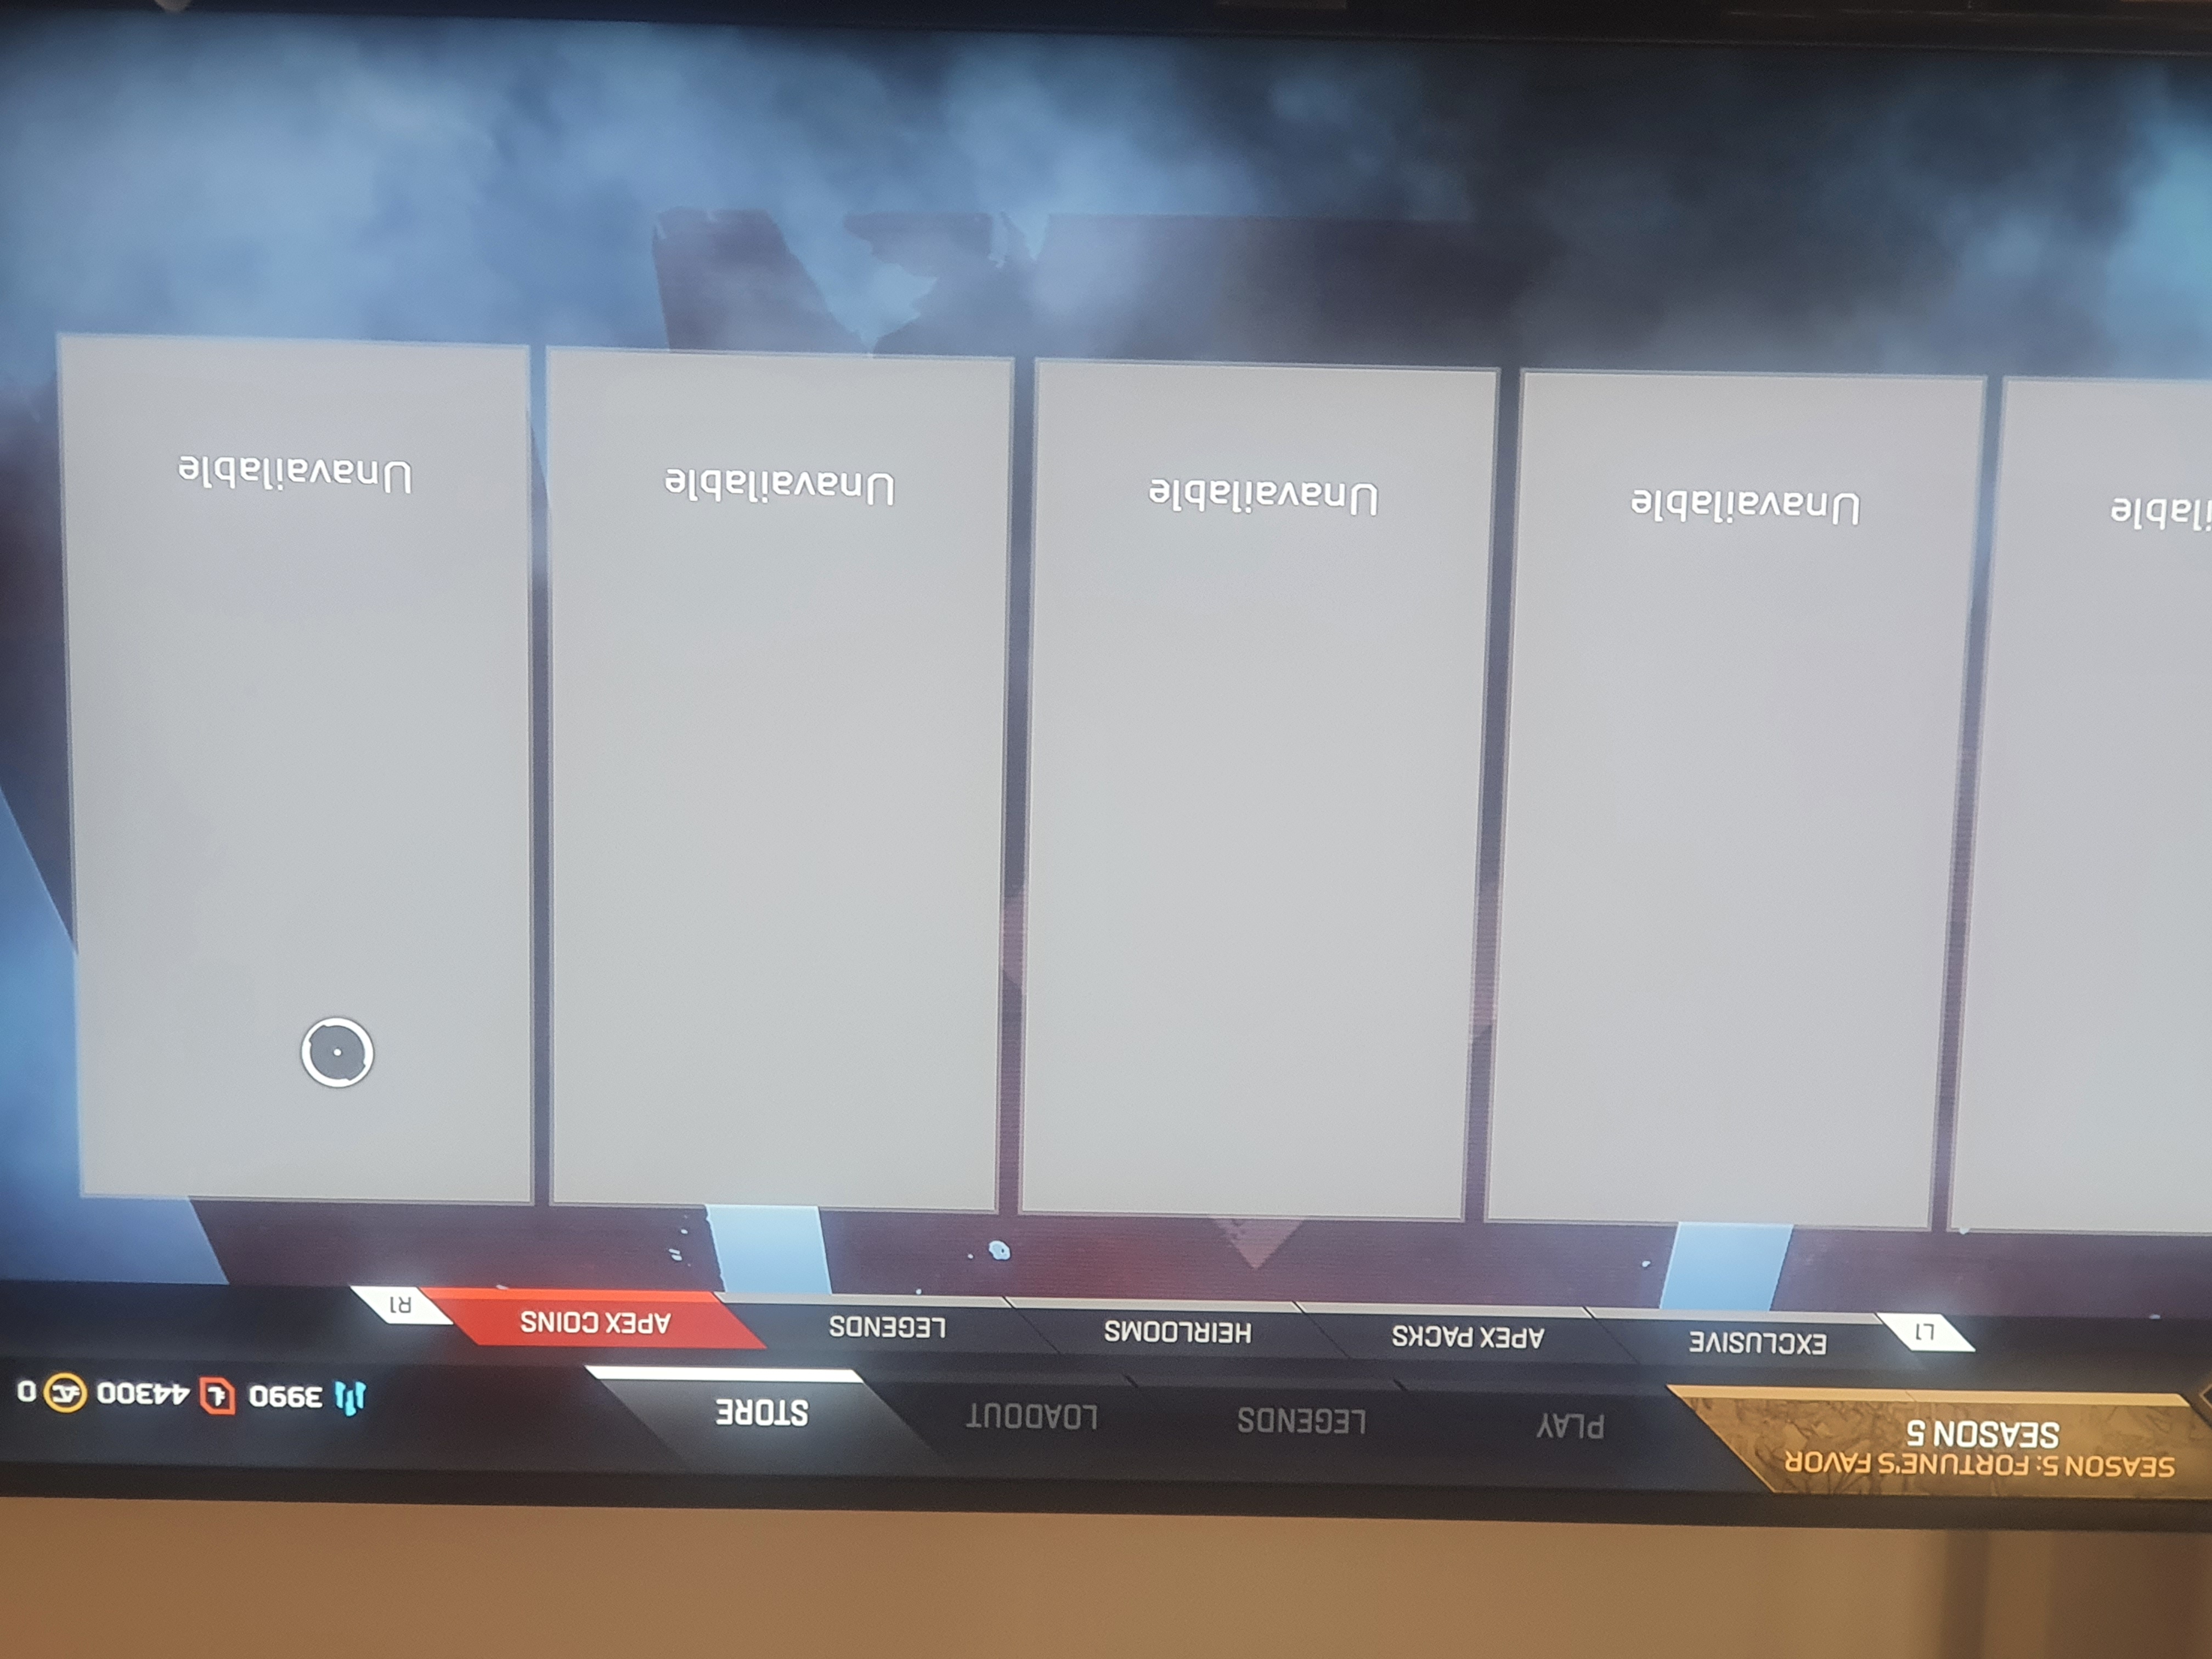 SEASON 5: FORTUNE'S FAVOR
SEASON 5
PLAY
LEGENDS
LOADOUT
STORE
3990
44300
0
L1
EXCLUSIVE
APEX PACKS
HEIRLOOMS
LEGENDS
APEX COINS
R1
ilable
Unavailable
Unavailable
Unavailable
Unavailable